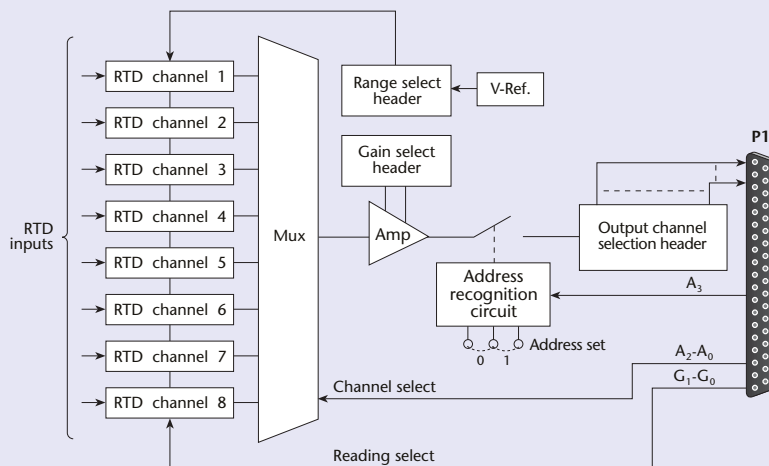 RTD channel 1
RTD channel 2
RTD channel 3
RTD channel 4
RTD channel 5
RTD channel 6
RTD channel 7
RTD channel 8
RTD
inputs
Mux
Range select
header
V-Ref.
Gain select
header
Amp
Address
recognition
circuit
0 1
Address set
Output channel
selection header
P1
A₃
A₂-A₀
G₁-G₀
Channel select
Reading select